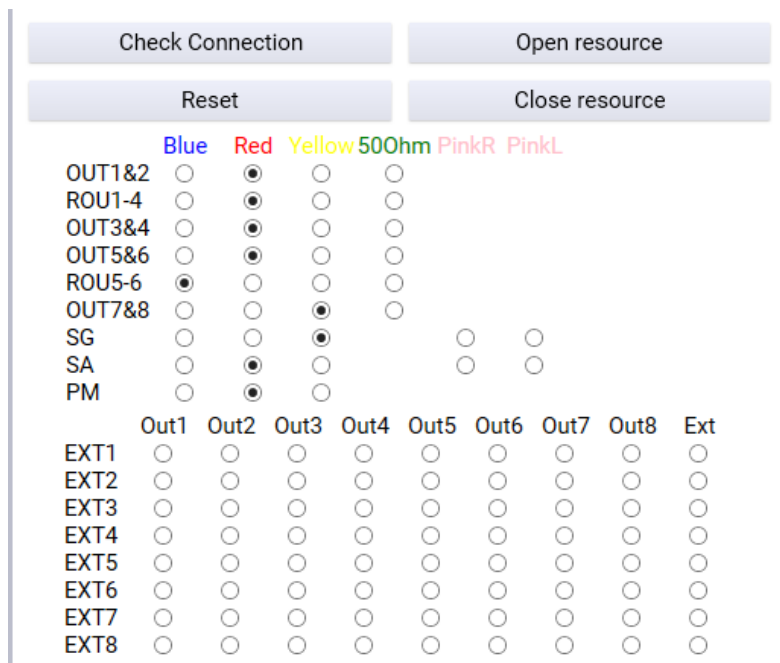 Check Connection Open resource
Reset Close resource
Blue Red Yellow 50Ohm PinkR PinkL
OUT1&2
ROU1-4
OUT3&4
OUT5&6
ROU5-6
OUT7&8
SG
SA
PM
Out1 Out2 Out3 Out4 Out5 Out6 Out7 Out8 Ext
EXT1
EXT2
EXT3
EXT4
EXT5
EXT6
EXT7
EXT8